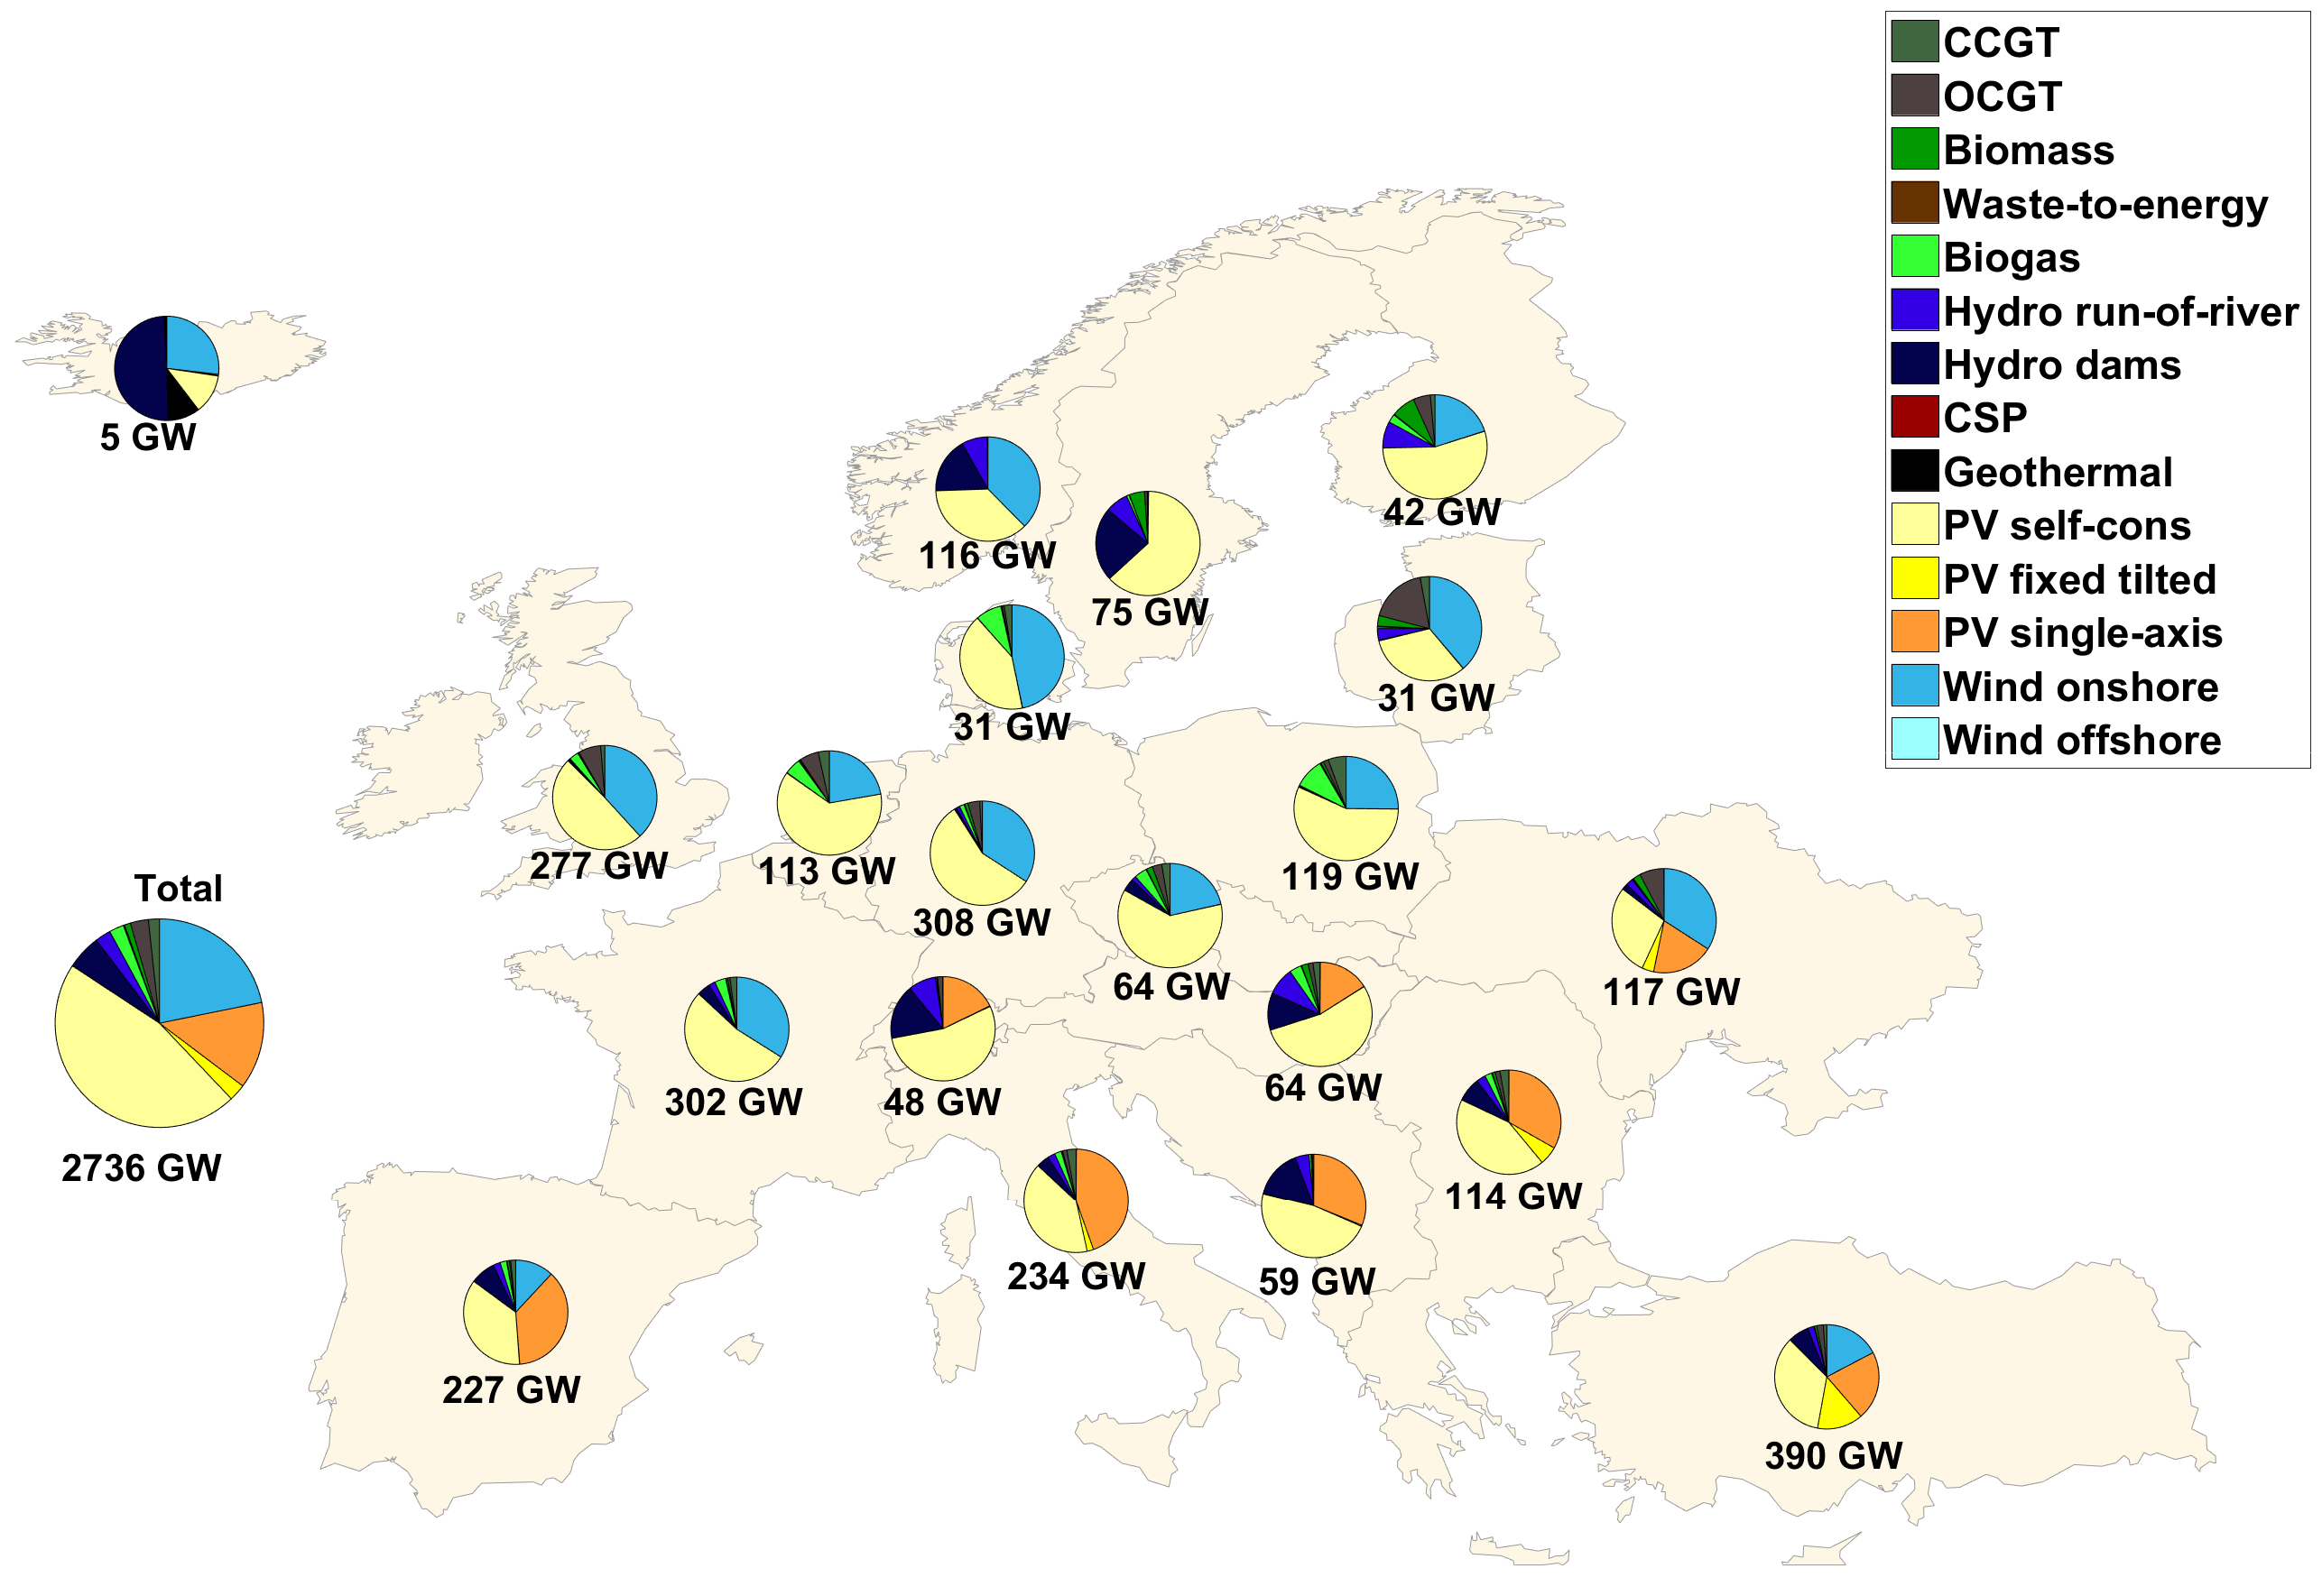 CCGT
OCGT
Biomass
Waste-to-energy
Biogas
Hydro run-of-river
Hydro dams
CSP
Geothermal
PV self-cons
PV fixed tilted
PV single-axis
Wind onshore
Wind offshore
5 GW
42 GW
116 GW
75 GW
31 GW
31 GW
277 GW
113 GW
119 GW
Total
308 GW
64 GW
117 GW
302 GW
48 GW
64 GW
2736 GW
114 GW
234 GW
59 GW
227 GW
390 GW